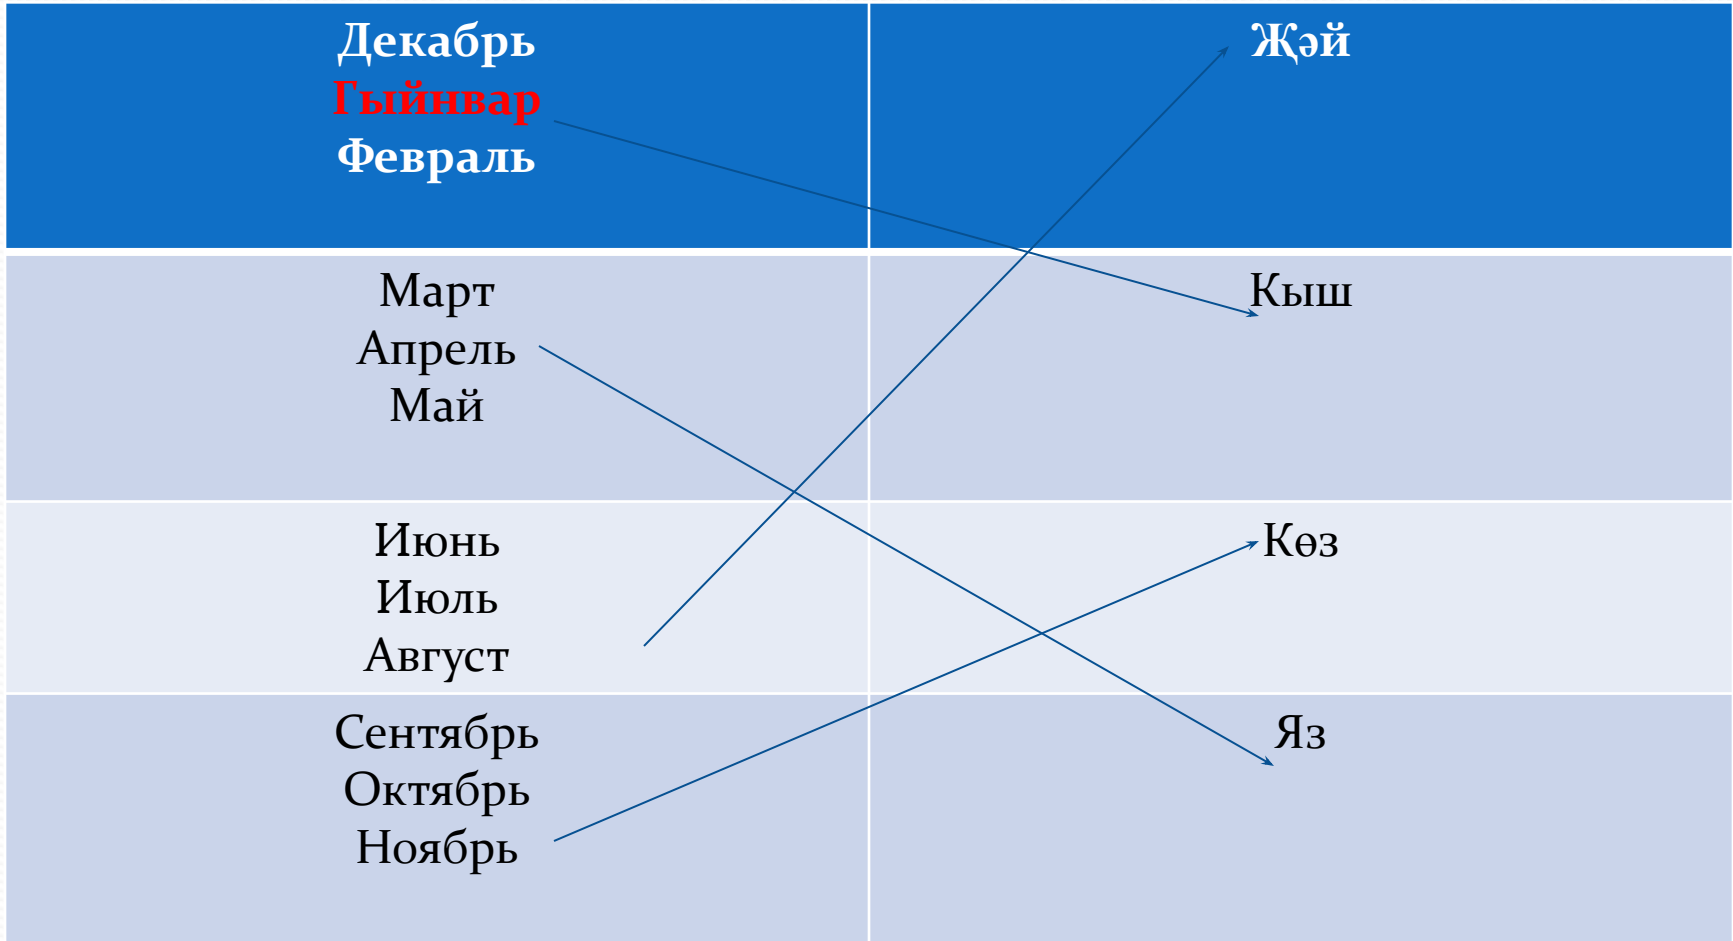 Декабрь
Гыйнвар
Февраль
Җәй
Март
Апрель
Май
Кыш
Июнь
Июль
Август
Көз
Сентябрь
Октябрь
Ноябрь
Яз